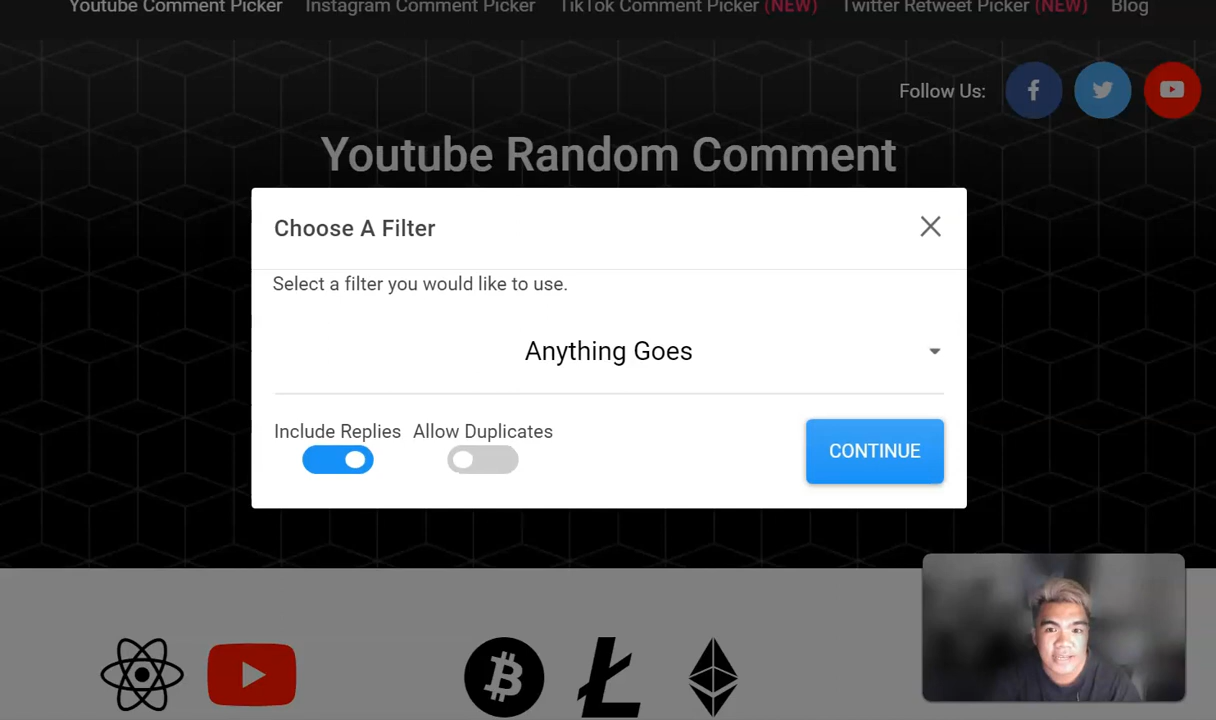 Youtube Comment Picker Instagram Comment Picker TikTok Comment Picker (NEW) Twitter Retweet Picker (NEW) Blog
Follow Us:
Youtube Random Comment
Choose A Filter
Select a filter you would like to use.
Anything Goes
Include Replies Allow Duplicates
CONTINUE